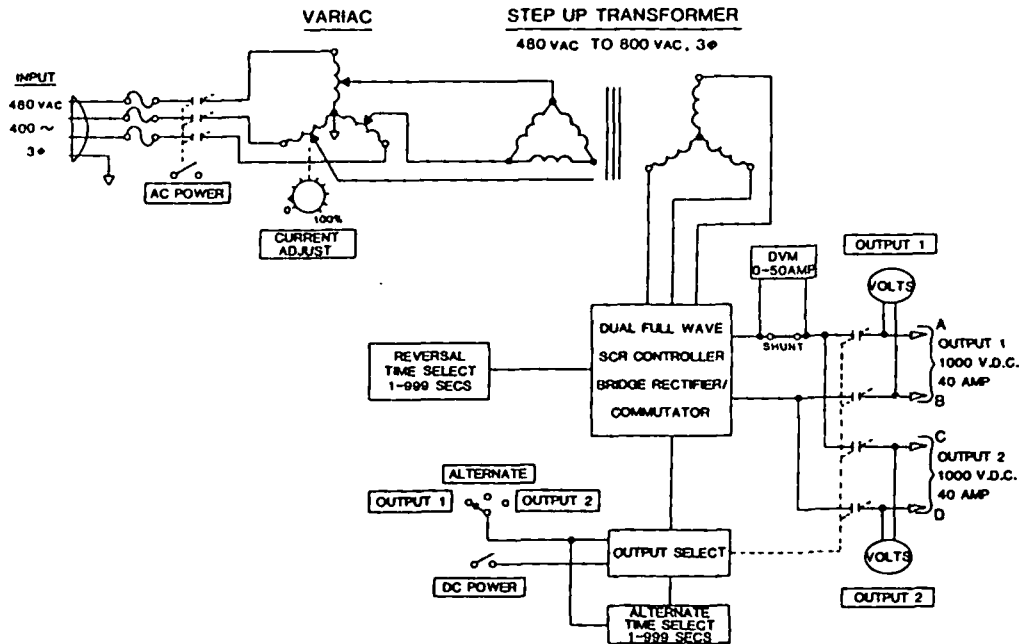 VARIAC
STEP UP TRANSFORMER
480 VAC TO 800 VAC, 3ø
INPUT
480 VAC
400 ~
3ø
AC POWER
0
100%
CURRENT
ADJUST
DVM
0-50AMP
SHUNT
OUTPUT 1
VOLTS
DUAL FULL WAVE
SCR CONTROLLER
BRIDGE RECTIFIER/
COMMUTATOR
REVERSAL
TIME SELECT
1-999 SECS
A
OUTPUT 1
1000 V.D.C.
40 AMP
B
C
OUTPUT 2
1000 V.D.C.
40 AMP
D
ALTERNATE
OUTPUT 1
OUTPUT 2
OUTPUT SELECT
DC POWER
ALTERNATE
TIME SELECT
1-999 SECS
VOLTS
OUTPUT 2